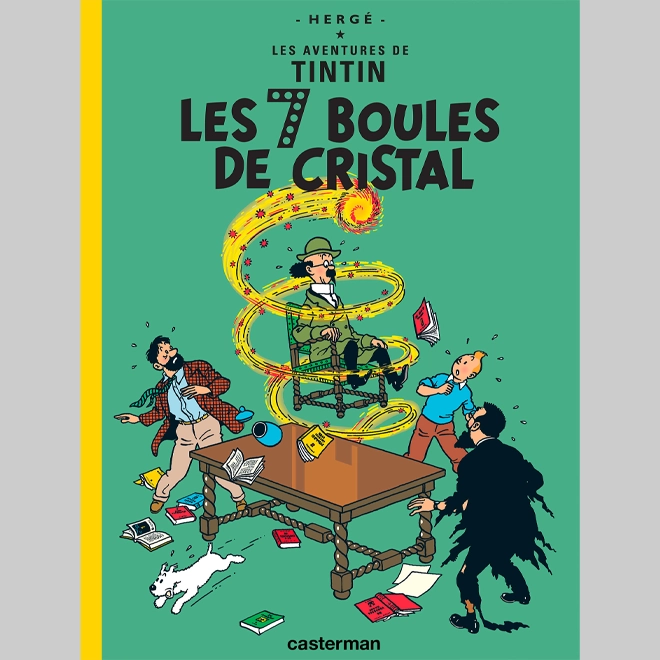 - HERGÉ -
LES AVENTURES DE
TINTIN
LES 7 BOULES
DE CRISTAL
casterman